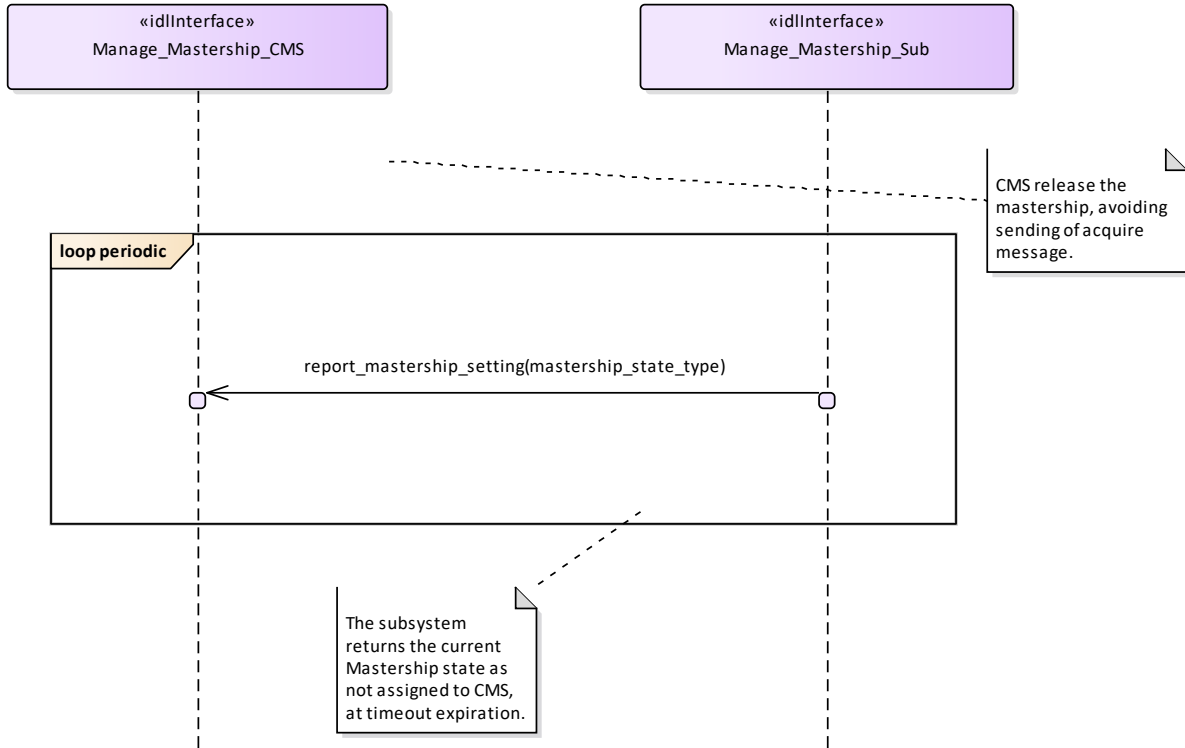 «idlInterface»
Manage_Mastership_CMS
«idlInterface»
Manage_Mastership_Sub
CMS release the
mastership, avoiding
sending of acquire
message.
loop periodic
report_mastership_setting(mastership_state_type)
The subsystem
returns the current
Mastership state as
not assigned to CMS,
at timeout expiration.